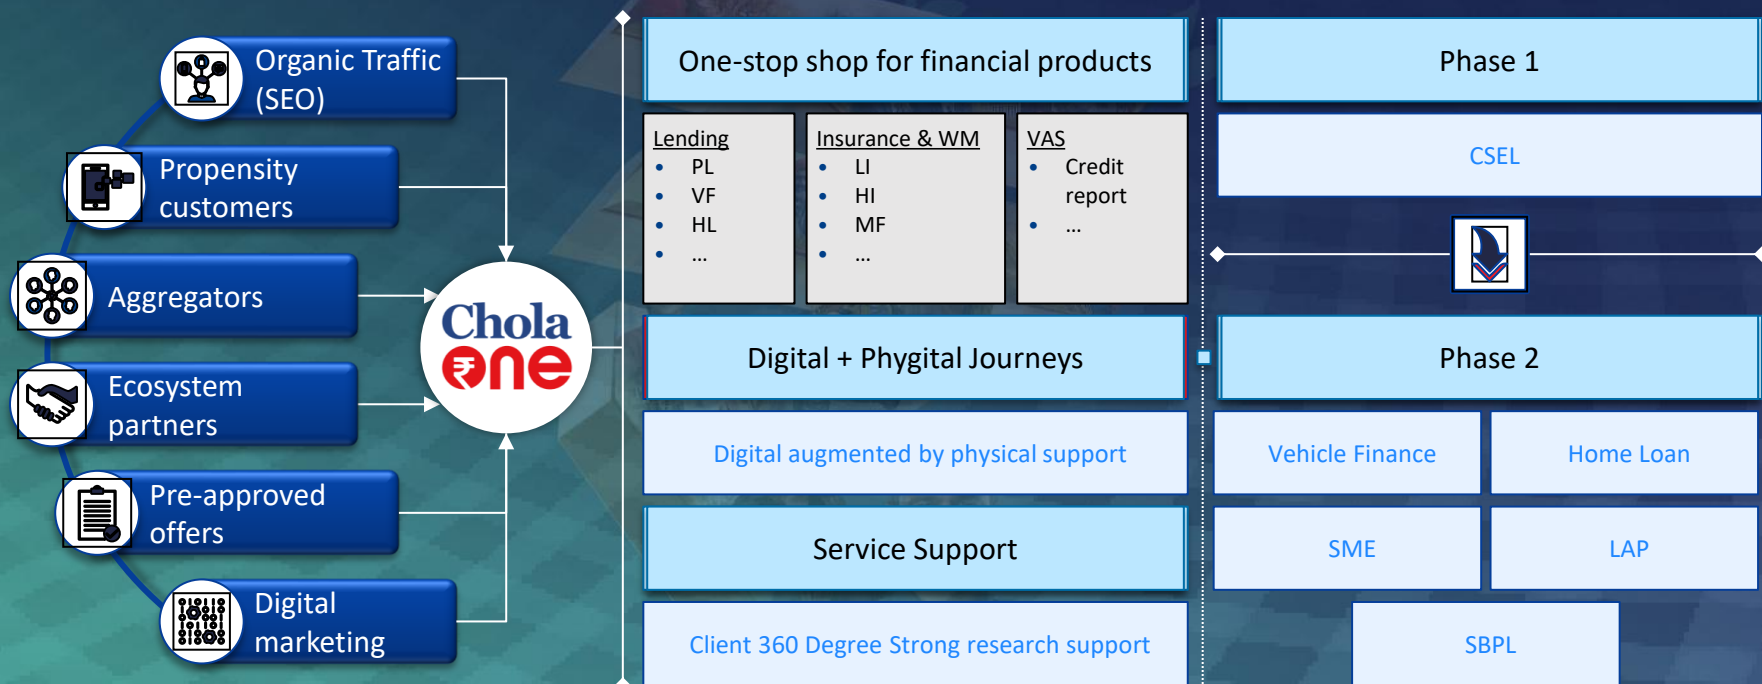 Organic Traffic
(SEO)
Propensity
customers
Aggregators
Ecosystem
partners
Pre-approved
offers
Digital
marketing
Chola
₹ne
One-stop shop for financial products
Lending
• PL
• VF
• HL
• ...
Insurance & WM
• LI
• HI
• MF
• ...
VAS
• Credit
report
• ...
Digital + Phygital Journeys
Digital augmented by physical support
Service Support
Client 360 Degree Strong research support
Phase 1
CSEL
Phase 2
Vehicle Finance
Home Loan
SME
LAP
SBPL